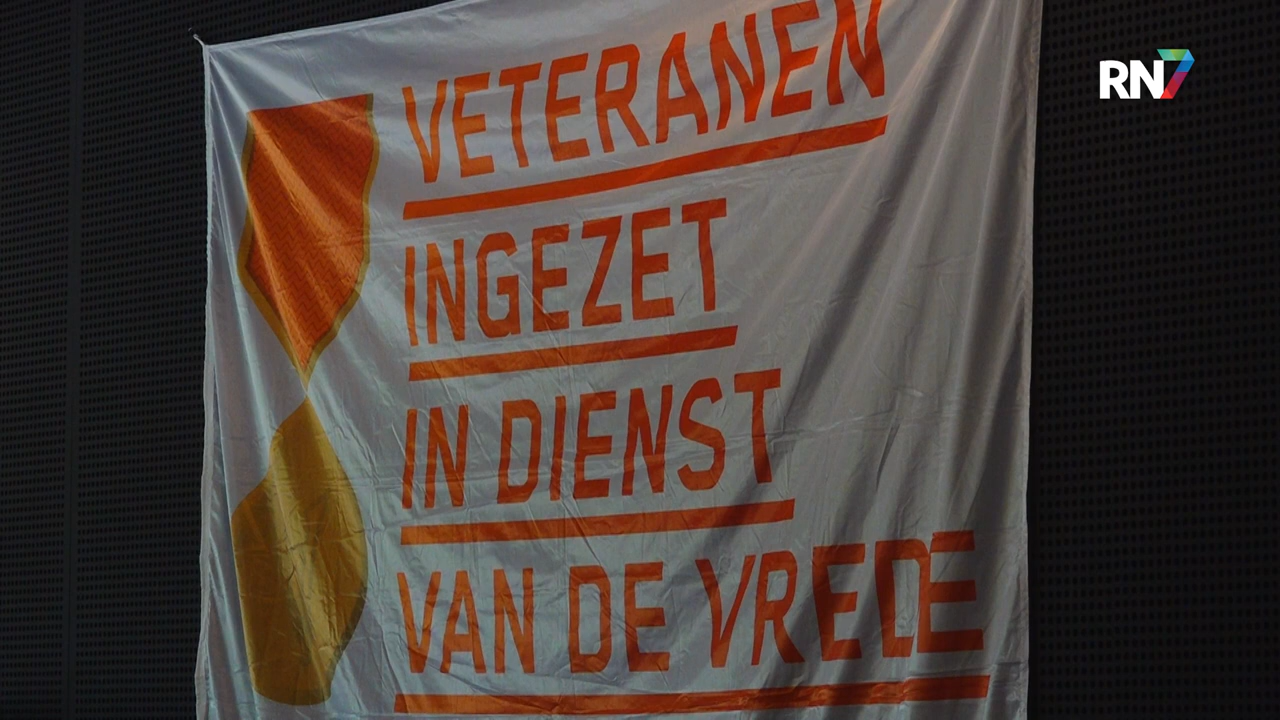 RN7
VETERANEN
INGEZET
IN DIENST
VAN DE VREDE